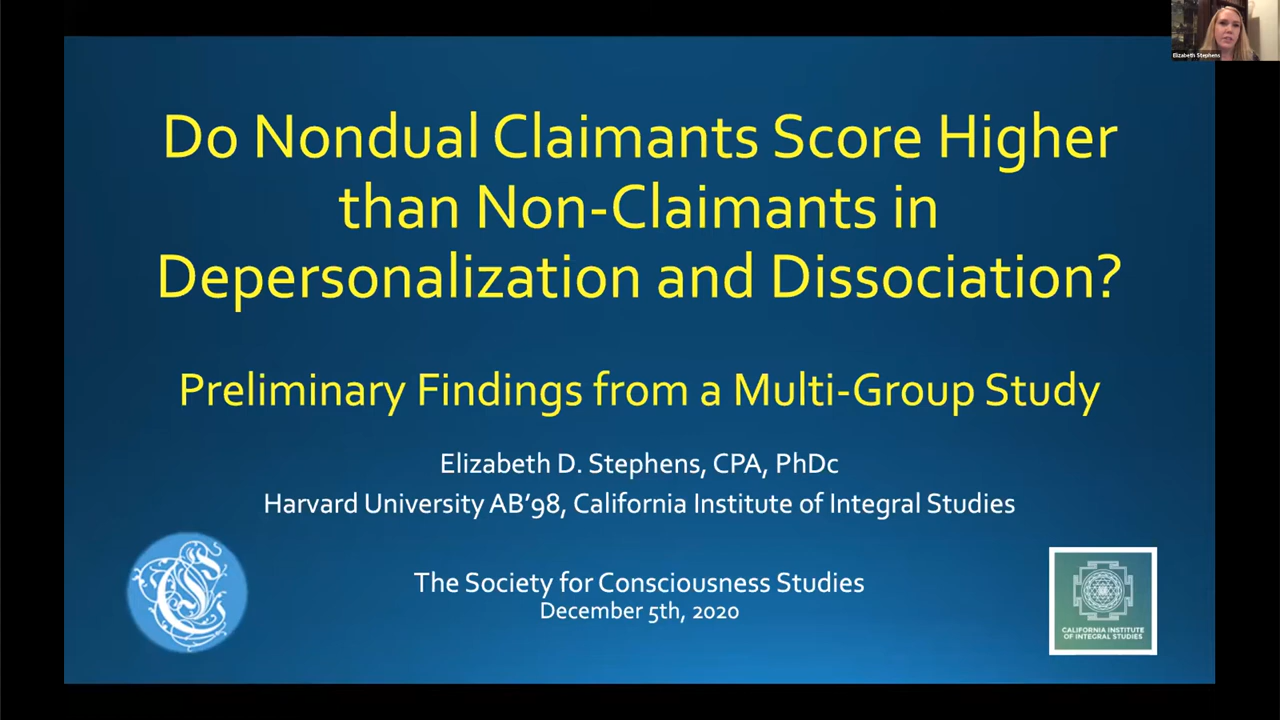 Elizabeth Stephens
Do Nondual Claimants Score Higher
than Non-Claimants in
Depersonalization and Dissociation?
Preliminary Findings from a Multi-Group Study
Elizabeth D. Stephens, CPA, PhDc
Harvard University AB’98, California Institute of Integral Studies
The Society for Consciousness Studies
December 5th, 2020
CALIFORNIA INSTITUTE
OF INTEGRAL STUDIES